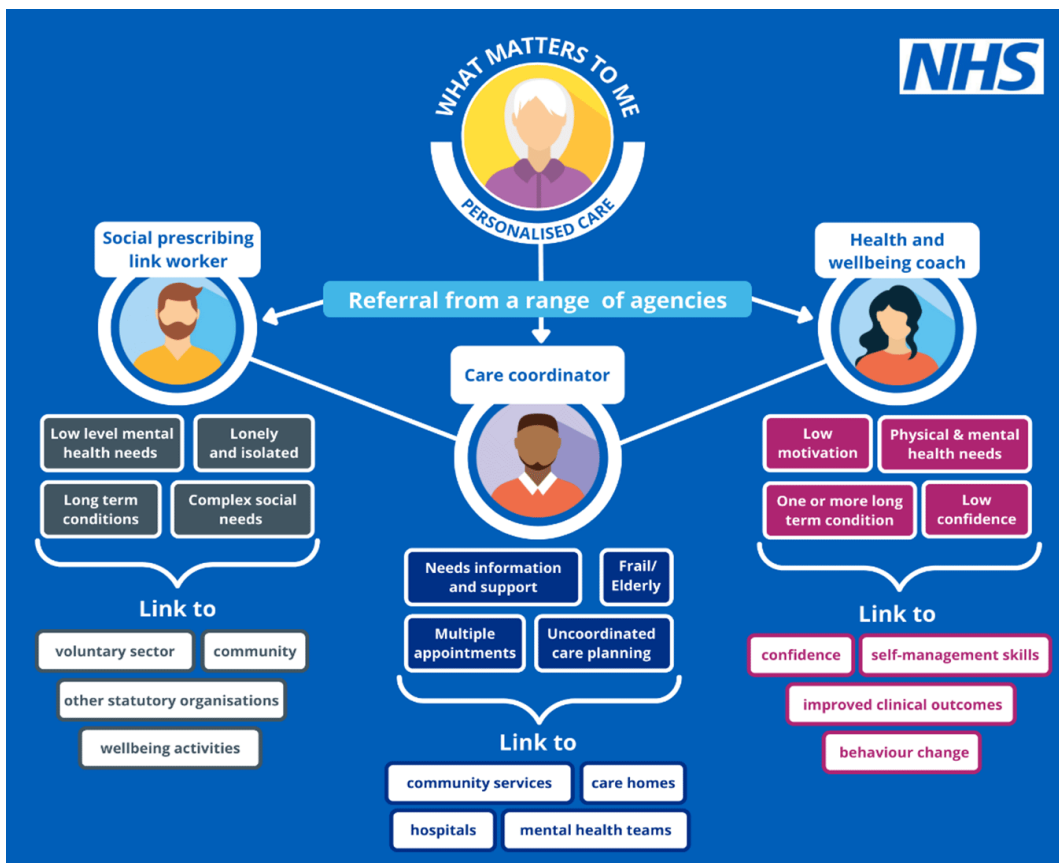 WHAT MATTERS TO ME
NHS
PERSONALISED CARE
Social prescribing
link worker
Health and
wellbeing coach
Referral from a range of agencies
Care coordinator
Low level mental
health needs
Lonely
and isolated
Long term
conditions
Complex social
needs
Link to
voluntary sector
community
other statutory organisations
wellbeing activities
Needs information
and support
Frail/
Elderly
Multiple
appointments
Uncoordinated
care planning
Link to
community services
care homes
hospitals
mental health teams
Low
motivation
Physical & mental
health needs
One or more long
term condition
Low
confidence
Link to
confidence
self-management skills
improved clinical outcomes
behaviour change